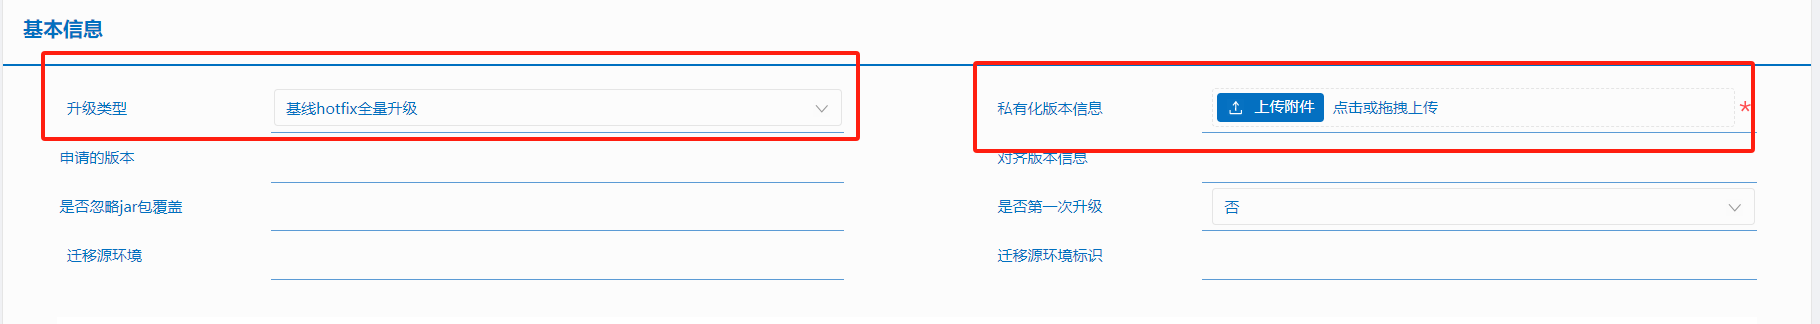 基本信息
升级类型 基线hotfix全量升级 私有化版本信息 上传附件 点击或拖拽上传 *
申请的版本 对齐版本信息
是否忽略jar包覆盖 是否第一次升级 否
迁移源环境 迁移源环境标识